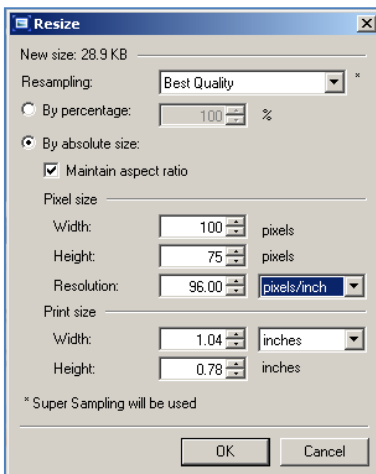 Resize
New size: 28.9 KB
Resampling: Best Quality *
By percentage: 100 %
By absolute size:
Maintain aspect ratio
Pixel size
Width: 100 pixels
Height: 75 pixels
Resolution: 96.00 pixels/inch
Print size
Width: 1.04 inches
Height: 0.78 inches
* Super Sampling will be used
OK Cancel